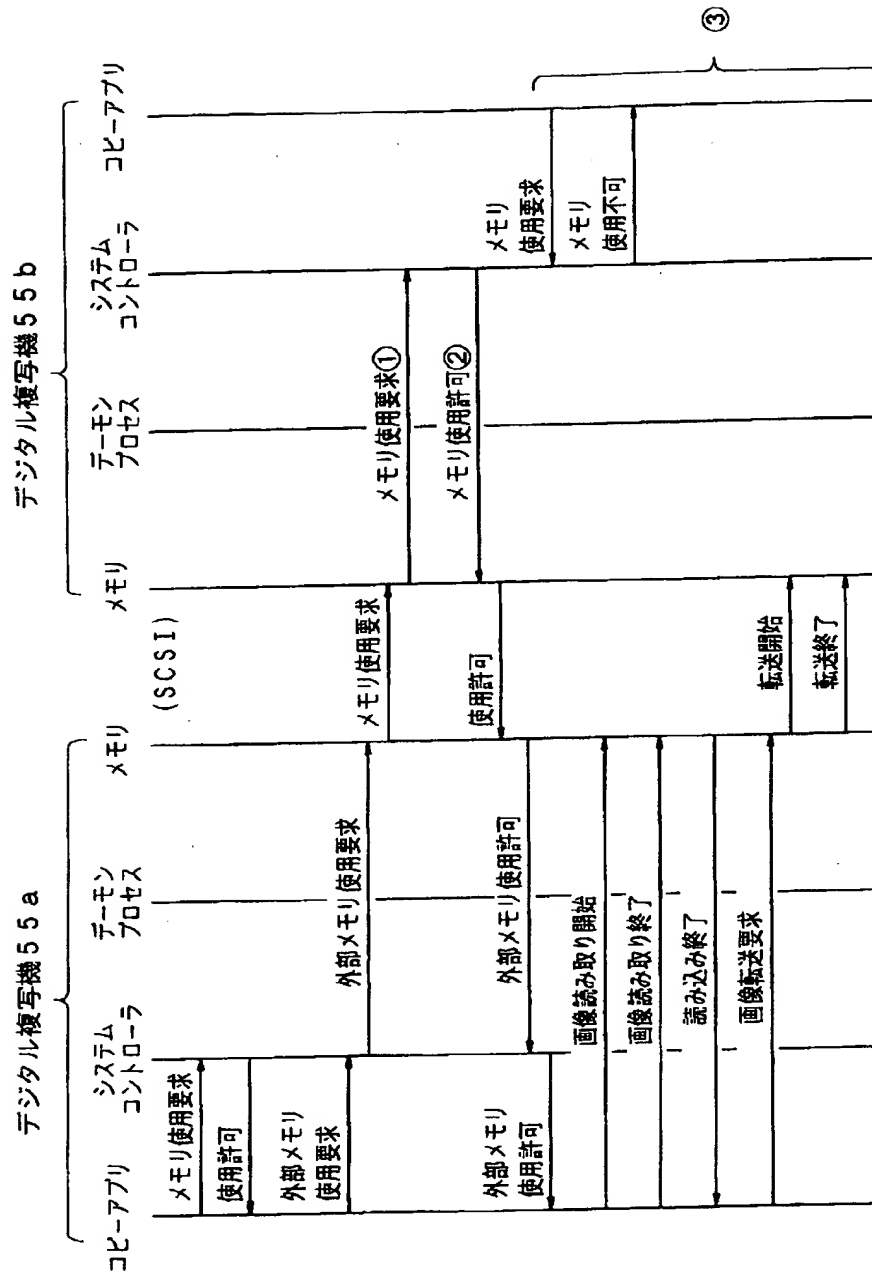 デジタル複写機55a
デジタル複写機55b
コピーアプリ
システム
コントローラ
デーモン
プロセス
メモリ
(SCSI)
メモリ
デーモン
プロセス
システム
コントローラ
コピーアプリ
メモリ使用要求
使用許可
外部メモリ
使用要求
外部メモリ使用要求
メモリ使用要求
メモリ使用要求①
メモリ使用許可②
使用許可
外部メモリ使用許可
外部メモリ
使用許可
メモリ
使用要求
メモリ
使用不可
③
画像読み取り開始
画像読み取り終了
読み込み終了
画像転送要求
転送開始
転送終了